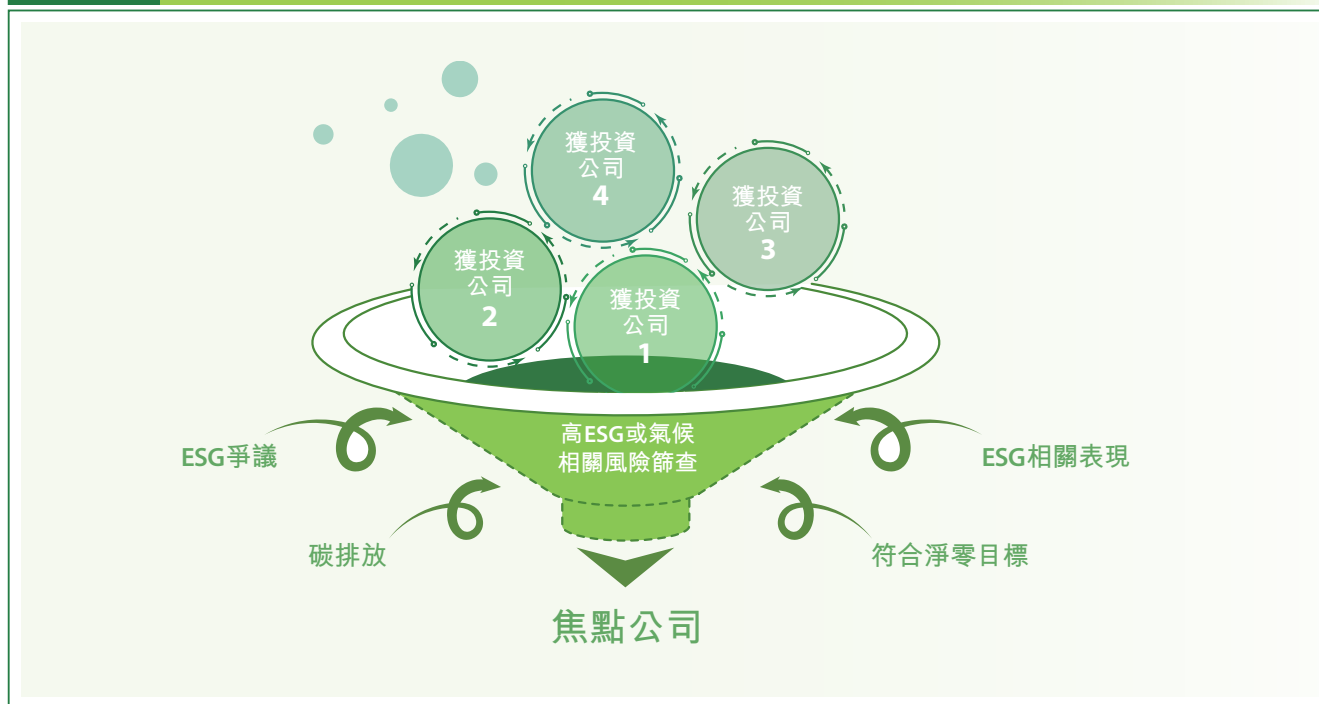 獲投資
公司
4
獲投資
公司
3
獲投資
公司
2
獲投資
公司
1
高ESG或氣候
相關風險篩查
ESG爭議
ESG相關表現
碳排放
符合淨零目標
焦點公司